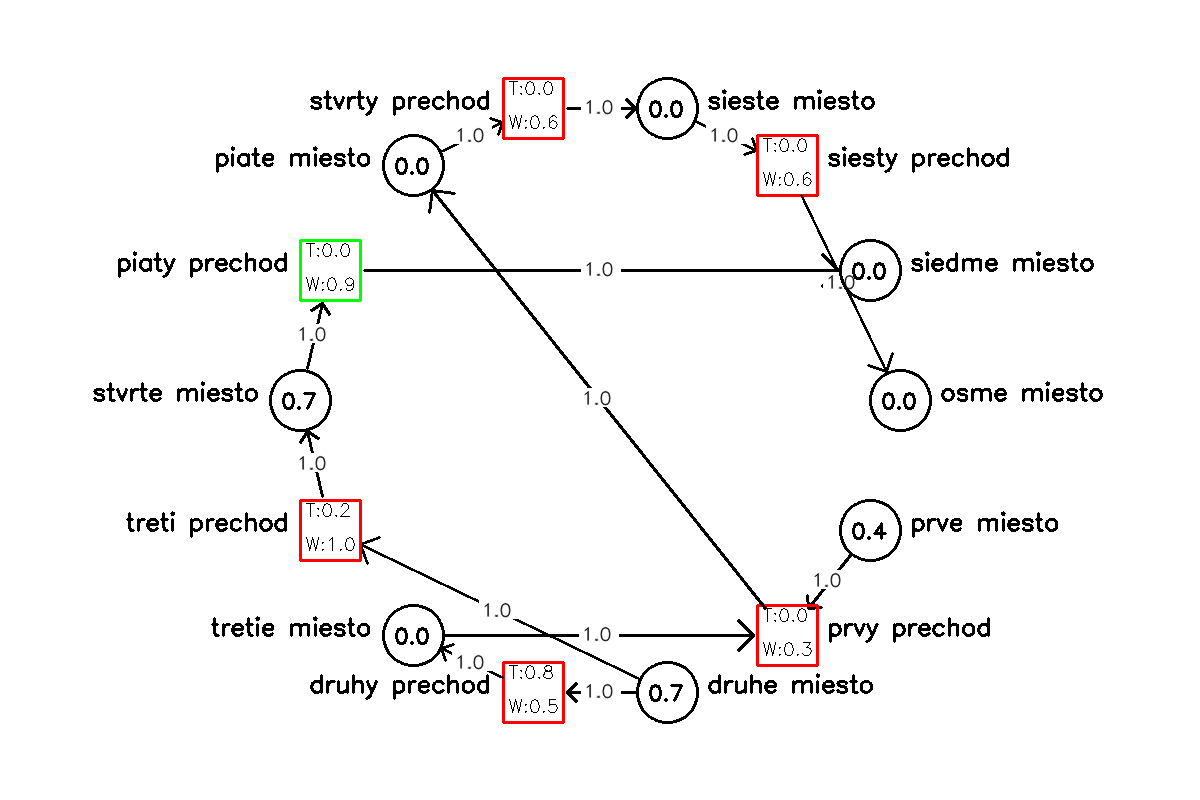 T:0.0
stvrty prechod
1.0
0.0
sieste miesto
W:0.6
1.0
1.0
T:0.0
piate miesto
0.0
siesty prechod
W:0.6
T:0.0
piaty prechod
1.0
0.0
siedme miesto
W:0.9
1.0
1.0
stvrte miesto
0.7
1.0
0.0
osme miesto
1.0
T:0.2
treti prechod
0.4
prve miesto
W:1.0
1.0
1.0
T:0.0
tretie miesto
0.0
1.0
prvy prechod
W:0.3
1.0
T:0.8
druhy prechod
1.0
0.7
druhe miesto
W:0.5